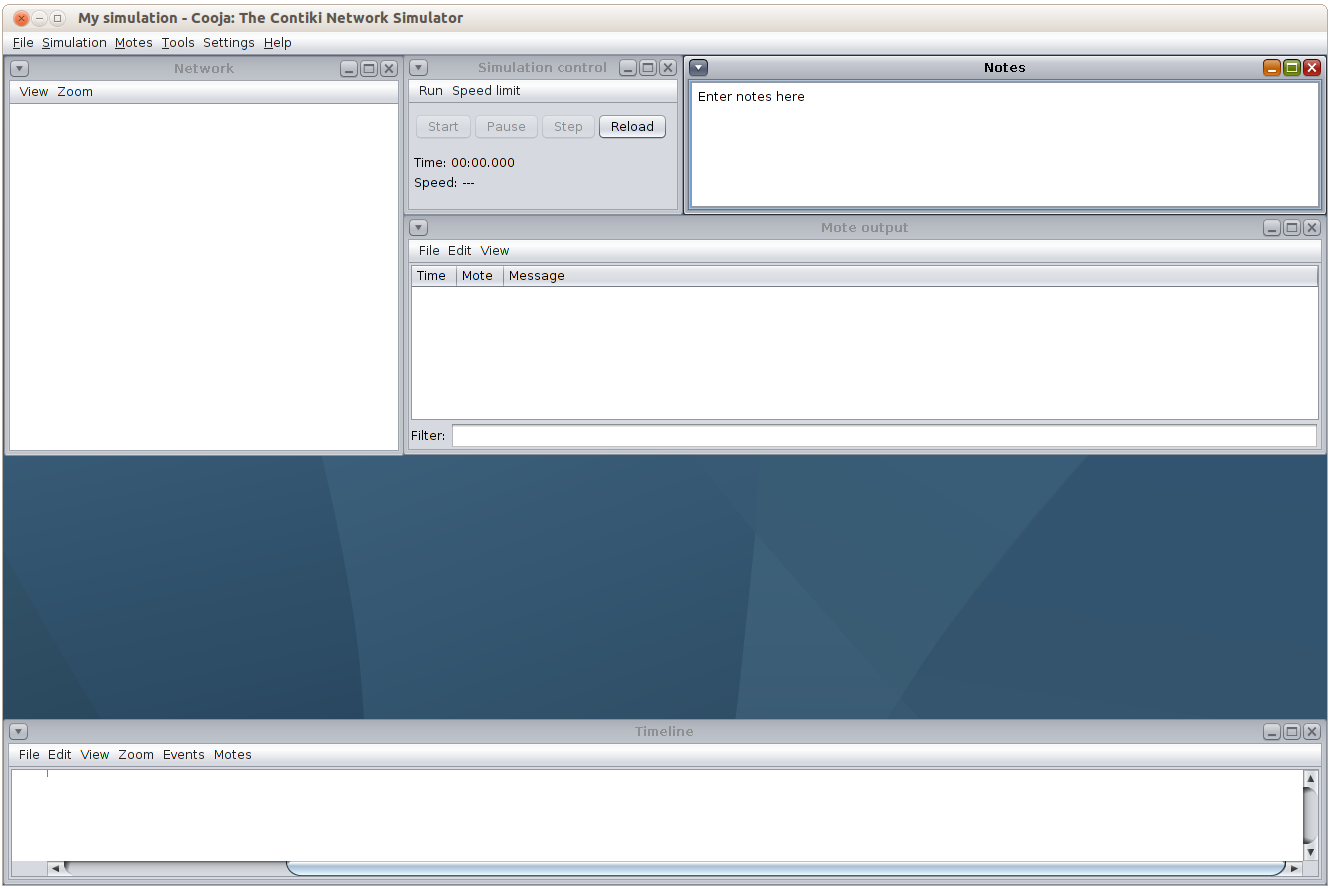 My simulation - Cooja: The Contiki Network Simulator
File Simulation Motes Tools Settings Help
Network
View Zoom
Simulation control
Run Speed limit
Start Pause Step Reload
Time: 00:00.000
Speed: ---
Notes
Enter notes here
Mote output
File Edit View
Time Mote Message
Filter:
Timeline
File Edit View Zoom Events Motes